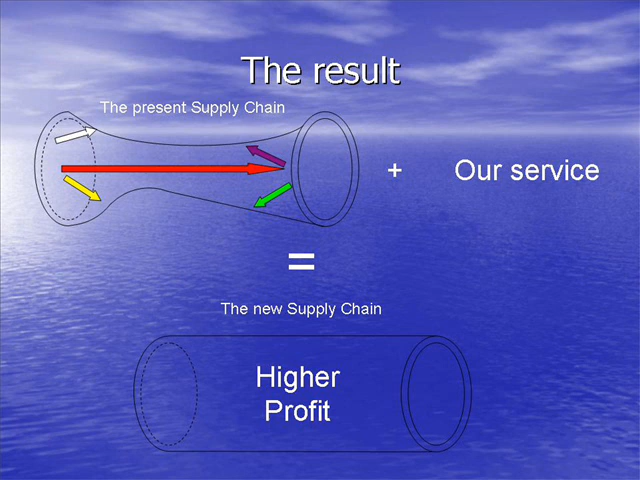 The result
The present Supply Chain
+ Our service
=
The new Supply Chain
Higher
Profit